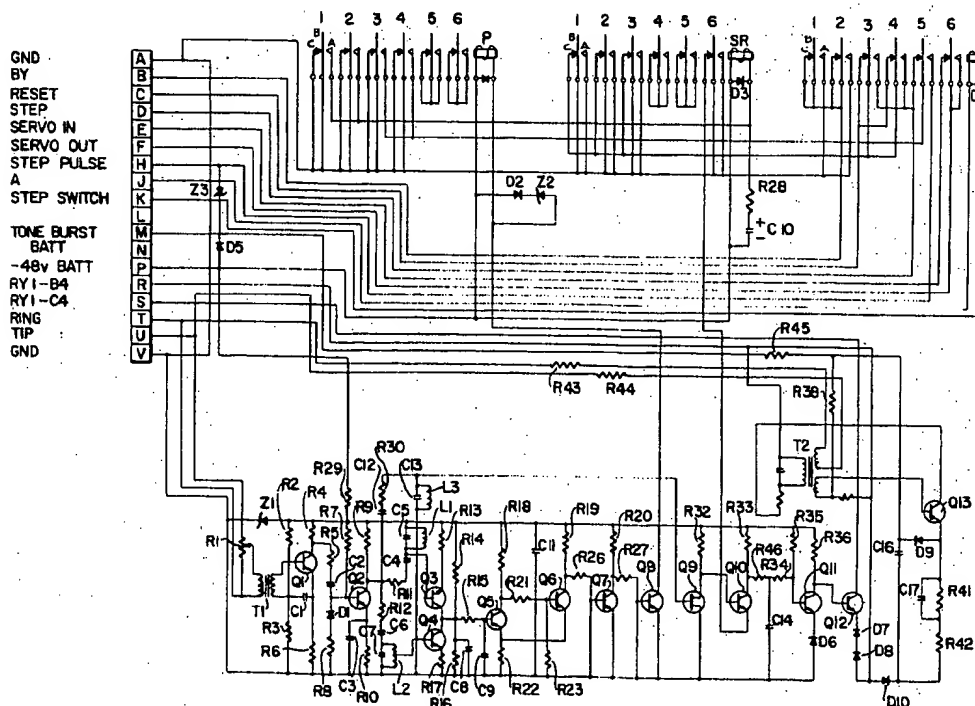 1 2 3 4 5 6 P
1 2 3 4 5 6 SR
1 2 3 4 5 6
B
C A
B
C A
B
C A
GND A
BY B
RESET C
STEP D
SERVO IN E
SERVO OUT F
STEP PULSE H
A J
STEP SWITCH K
L
TONE BURST M
BATT N
-48v BATT P
RY1-B4 R
RY1-C4 S
RING T
TIP U
GND V
Z3
D5
D2 Z2
D3
R28
+
C10
-
R45
R43 R44
R38
T2
Q13
R30
C12 C13
R29
L3
R2 R4 R7 R9 C5 L1 R13 R18 R19 R20 R32 R33 R35
Z1
R1
R5
C4
R14
C11
R36
C16
D9
Q1 C2 Q2 Q3
R15
R26 R27
Q8 Q9 Q10
R46 R34
Q11
T1 C1 D1
R11
R12
C6
Q4
Q5
R21
Q6
Q7
C14
Q12
C17
R41
R3
R6
C7
D6 D7
D8
R42
R8 C3 R10 L2 R17 R16 C8 C9 R22 R23
D10